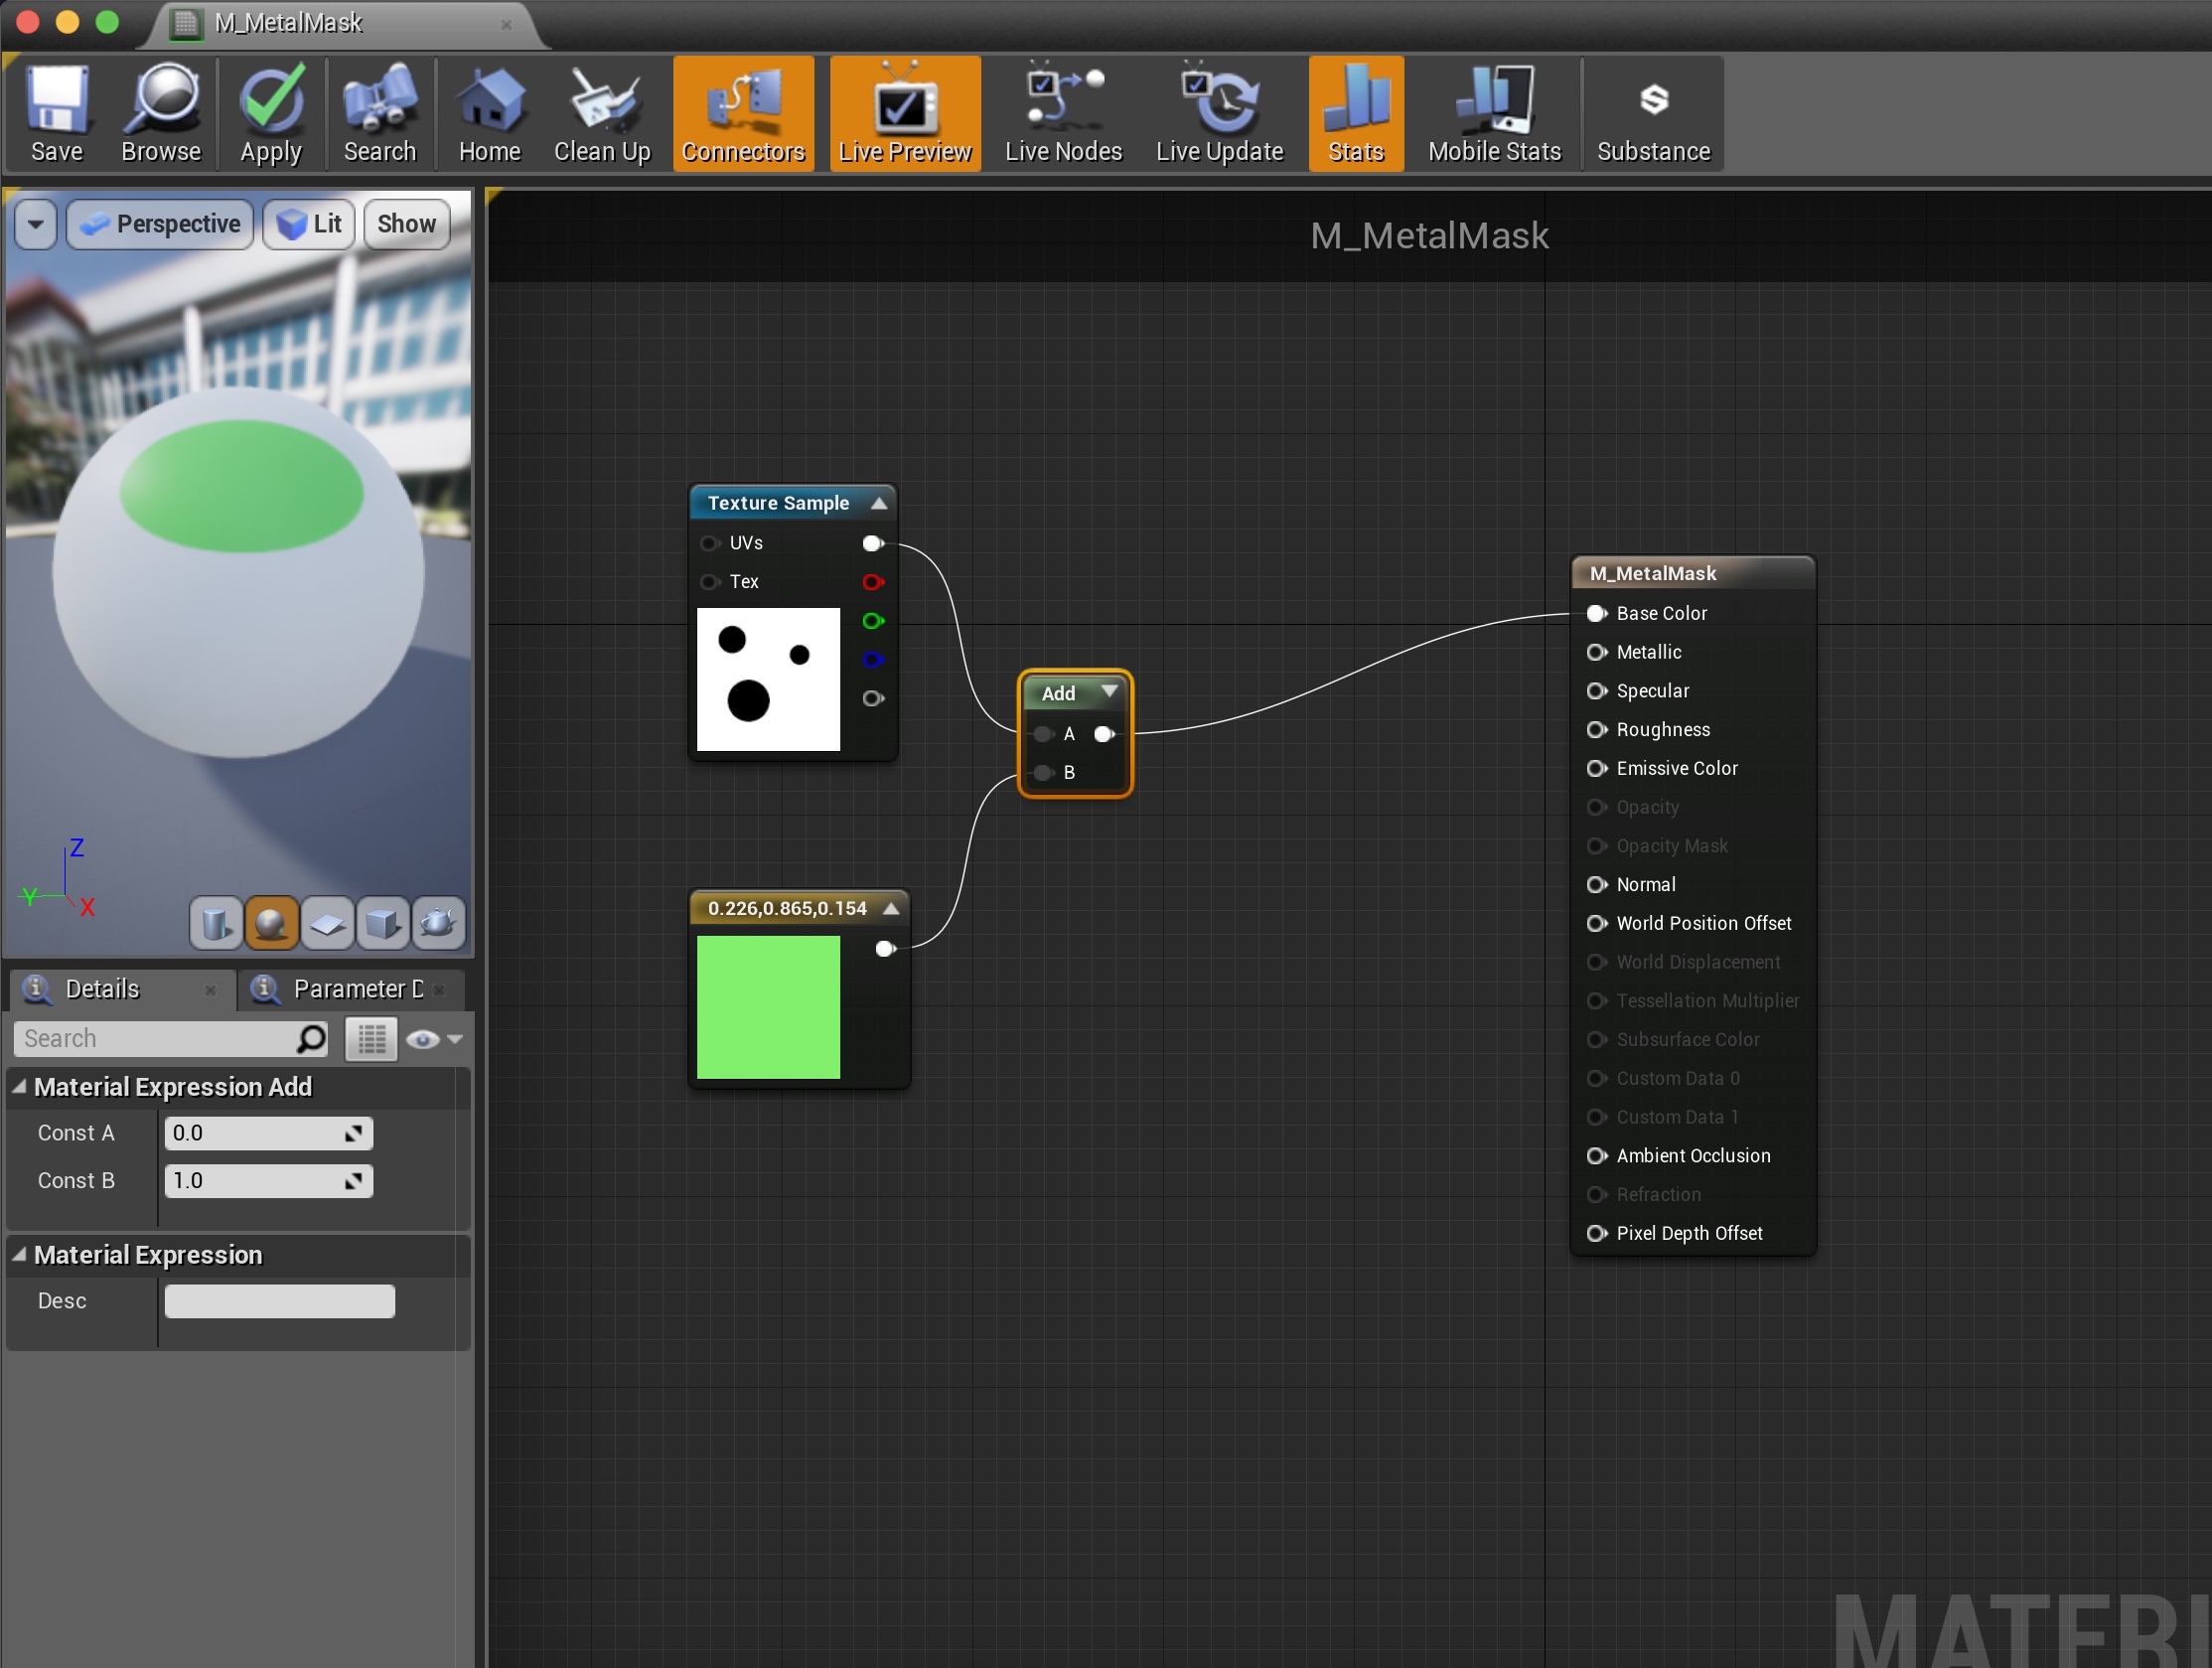 M_MetalMask
Save
Browse
Apply
Search
Home
Clean Up
Connectors
Live Preview
Live Nodes
Live Update
Stats
Mobile Stats
Substance
Perspective
Lit
Show
M_MetalMask
Texture Sample
UVs
Tex
Add
A
B
0.226,0.865,0.154
M_MetalMask
Base Color
Metallic
Specular
Roughness
Emissive Color
Opacity
Opacity Mask
Normal
World Position Offset
World Displacement
Tessellation Multiplier
Subsurface Color
Custom Data 0
Custom Data 1
Ambient Occlusion
Refraction
Pixel Depth Offset
Z
Y
X
Details
Parameter D
Search
Material Expression Add
Const A
0.0
Const B
1.0
Material Expression
Desc
MATERI